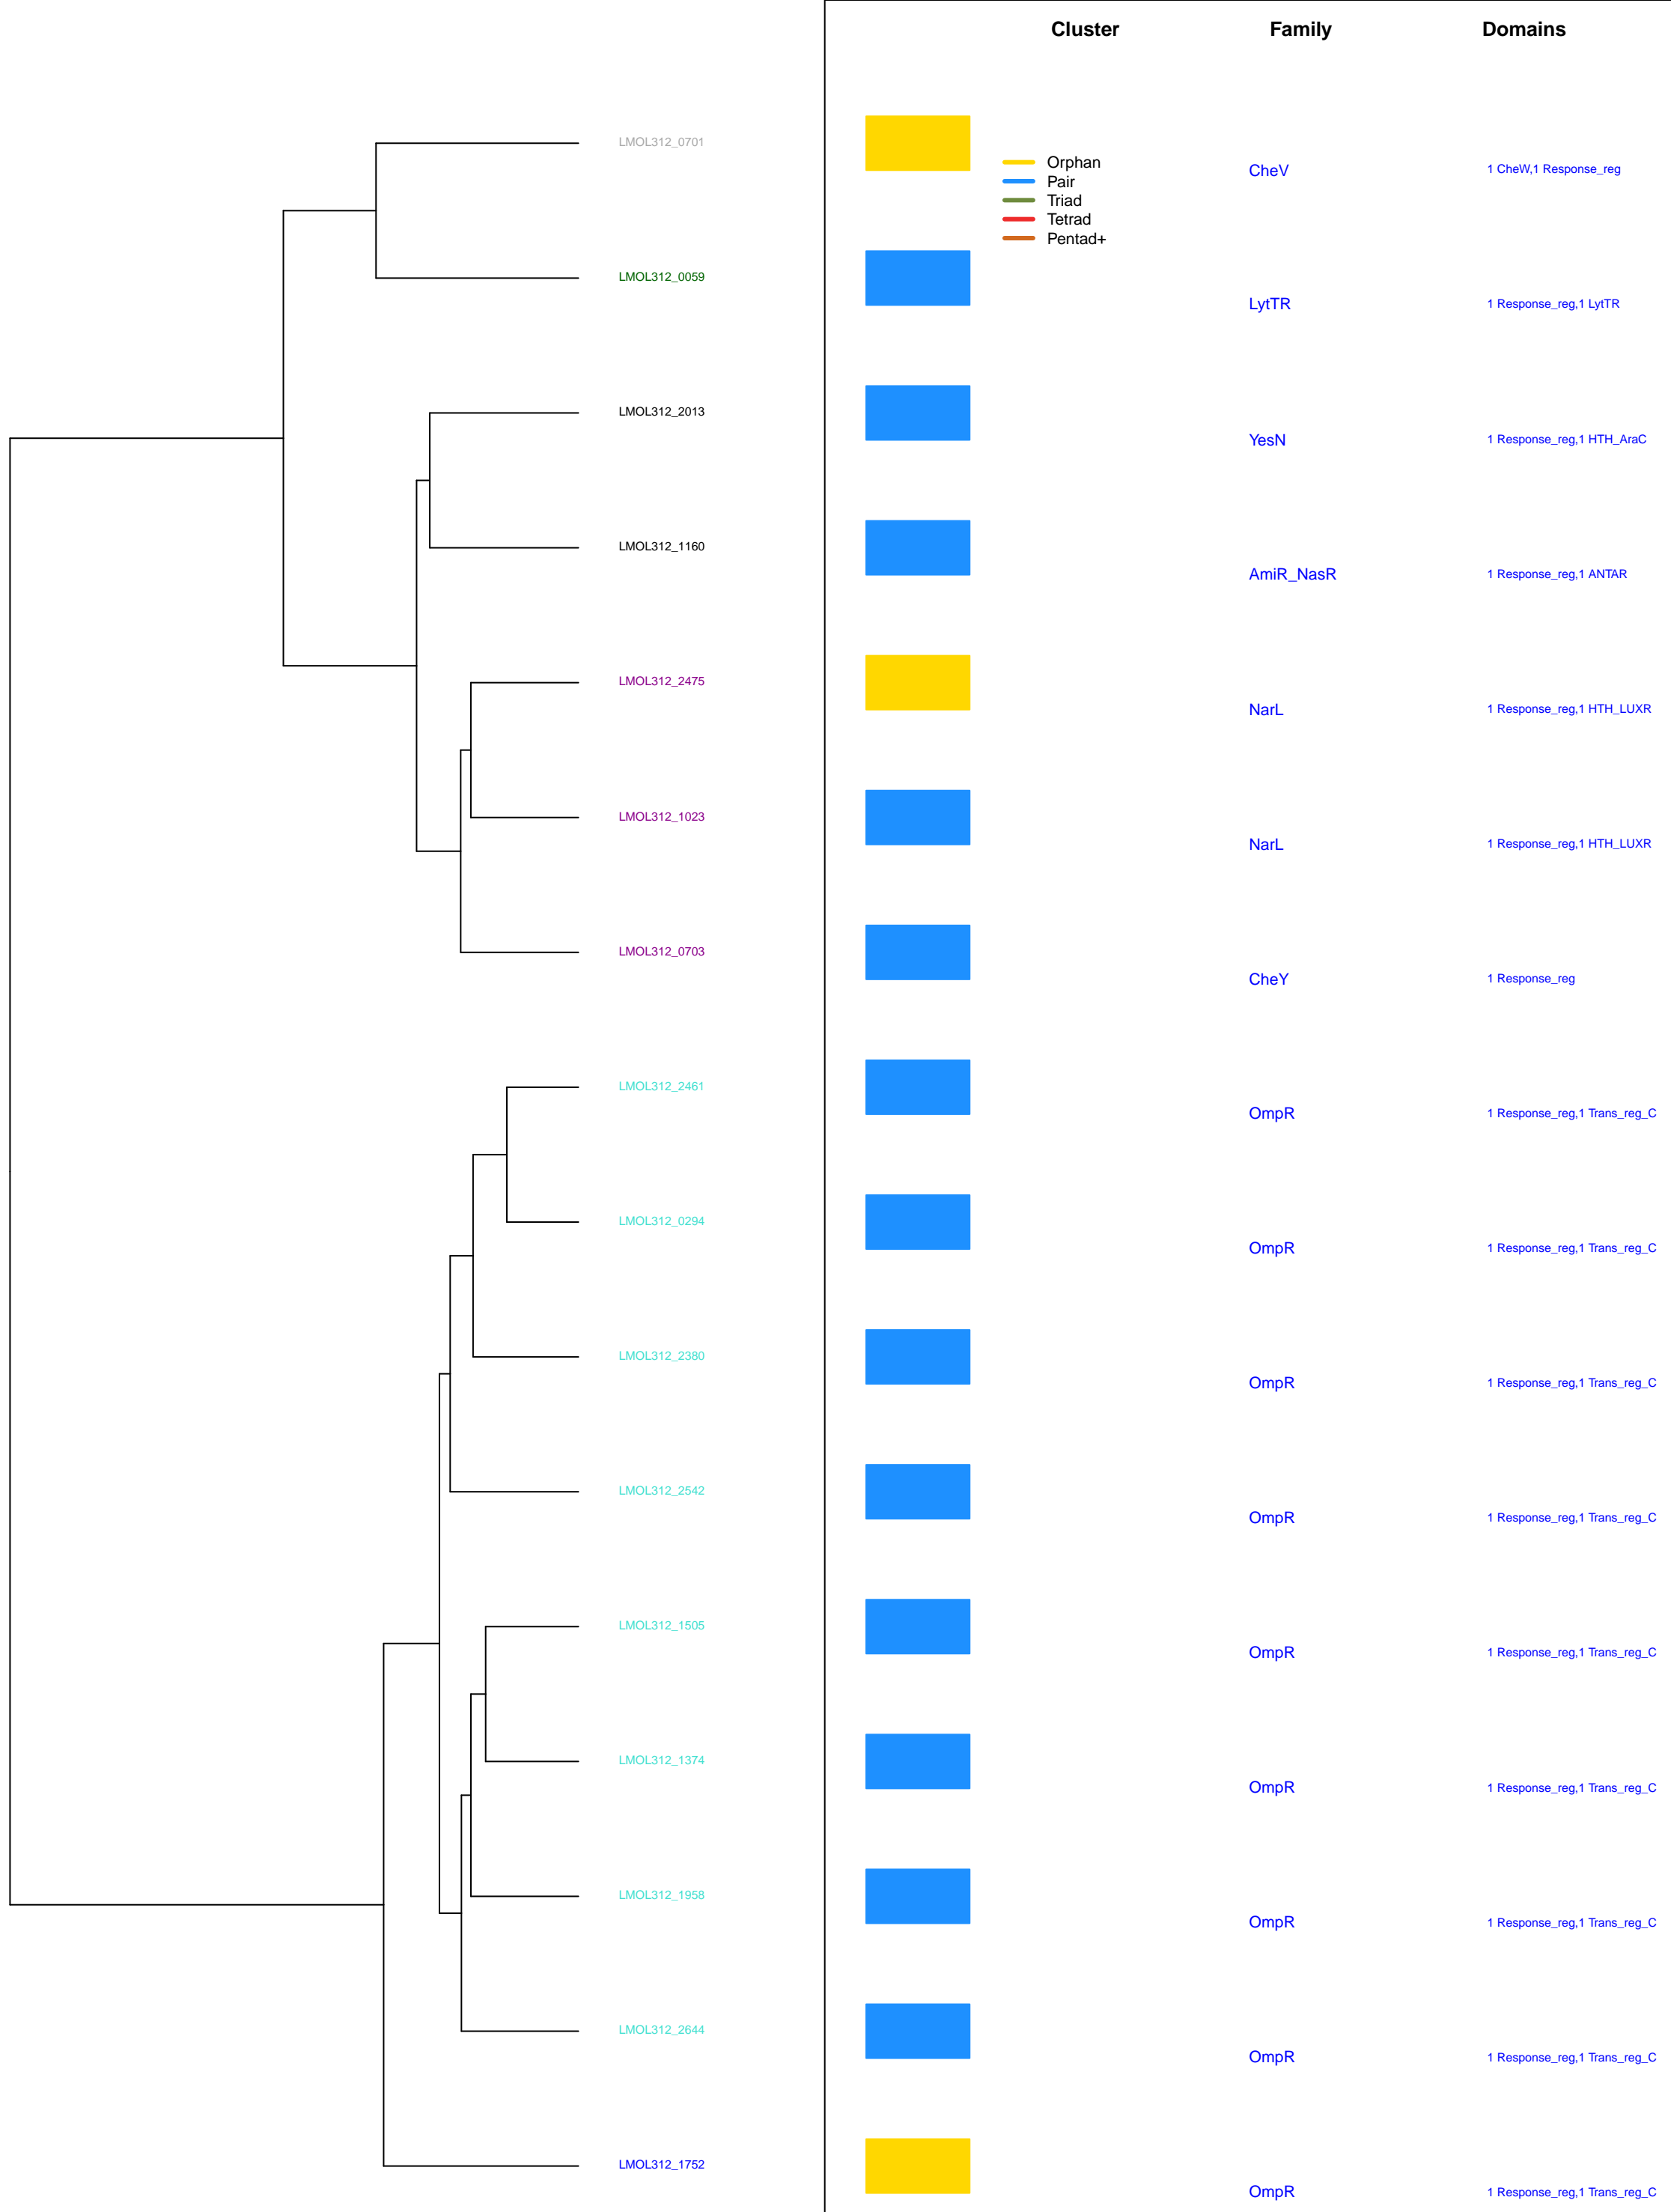 Cluster Family Domains
LMOL312_0701
Orphan
Pair
Triad
Tetrad
Pentad+
CheV 1 CheW,1 Response_reg
LMOL312_0059
LytTR 1 Response_reg,1 LytTR
LMOL312_2013
YesN 1 Response_reg,1 HTH_AraC
LMOL312_1160
AmiR_NasR 1 Response_reg,1 ANTAR
LMOL312_2475
NarL 1 Response_reg,1 HTH_LUXR
LMOL312_1023
NarL 1 Response_reg,1 HTH_LUXR
LMOL312_0703
CheY 1 Response_reg
LMOL312_2461
OmpR 1 Response_reg,1 Trans_reg_C
LMOL312_0294
OmpR 1 Response_reg,1 Trans_reg_C
LMOL312_2380
OmpR 1 Response_reg,1 Trans_reg_C
LMOL312_2542
OmpR 1 Response_reg,1 Trans_reg_C
LMOL312_1505
OmpR 1 Response_reg,1 Trans_reg_C
LMOL312_1374
OmpR 1 Response_reg,1 Trans_reg_C
LMOL312_1958
OmpR 1 Response_reg,1 Trans_reg_C
LMOL312_2644
OmpR 1 Response_reg,1 Trans_reg_C
LMOL312_1752
OmpR 1 Response_reg,1 Trans_reg_C